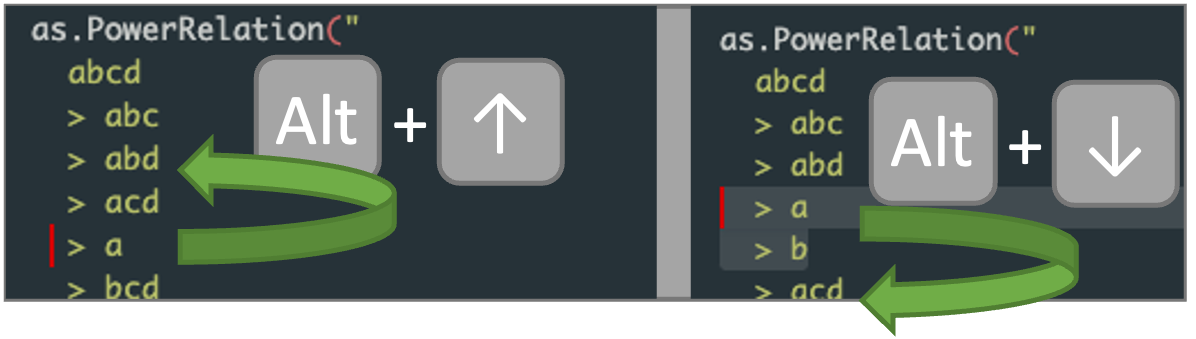 as.PowerRelation("
abcd
> abc
> abd
> acd
> a
> bcd
Alt + ↑
as.PowerRelation("
abcd
> abc
> abd
> a
> b
> acd
Alt + ↓